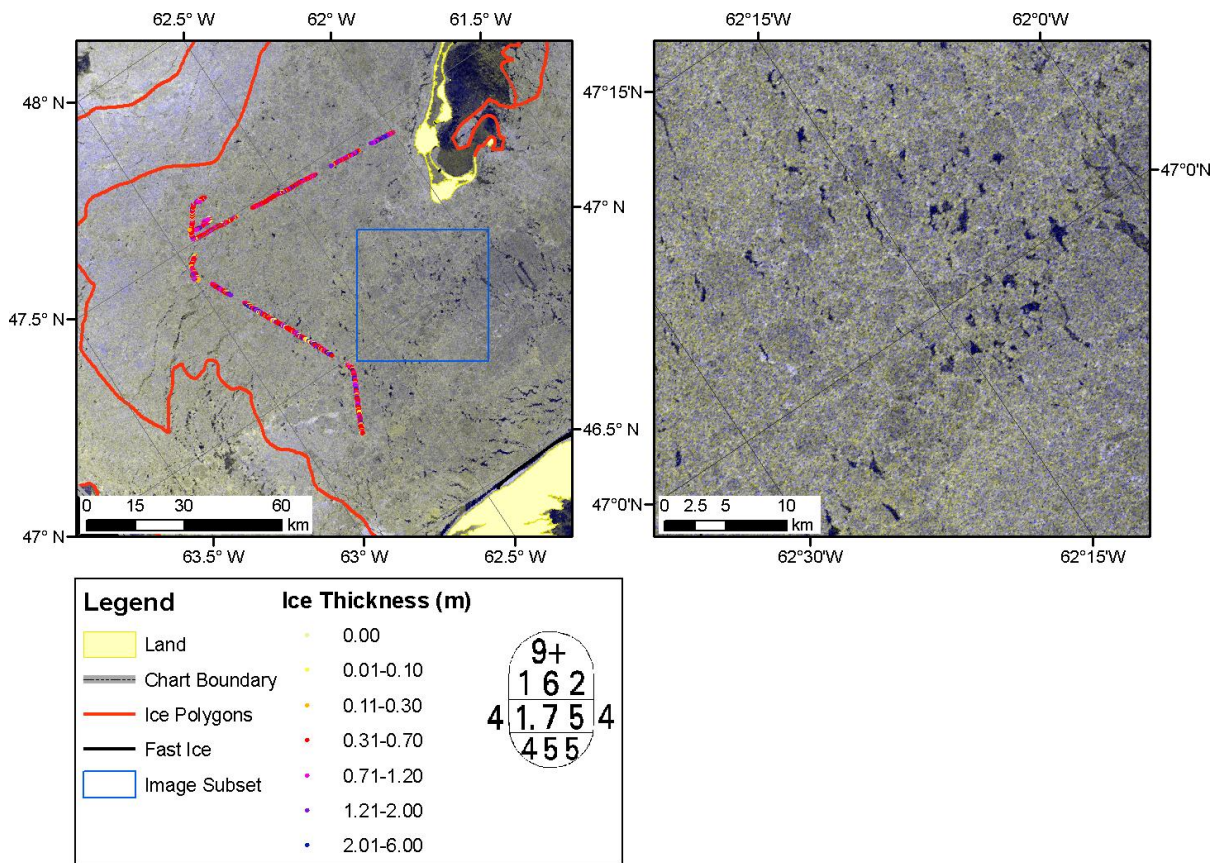 62.5° W 62° W 61.5° W
62°15'W 62°0'W
48° N
47°15'N
47°0'N
47° N
47.5° N
46.5° N
47°0'N
47° N
0 15 30 60
km
0 2.5 5 10
km
63.5° W 63° W 62.5° W
62°30'W 62°15'W
Legend
Land
Chart Boundary
Ice Polygons
Fast Ice
Image Subset
Ice Thickness (m)
0.00
0.01-0.10
0.11-0.30
0.31-0.70
0.71-1.20
1.21-2.00
2.01-6.00
9+
1 6 2
4 1. 7 5 4
4 5 5